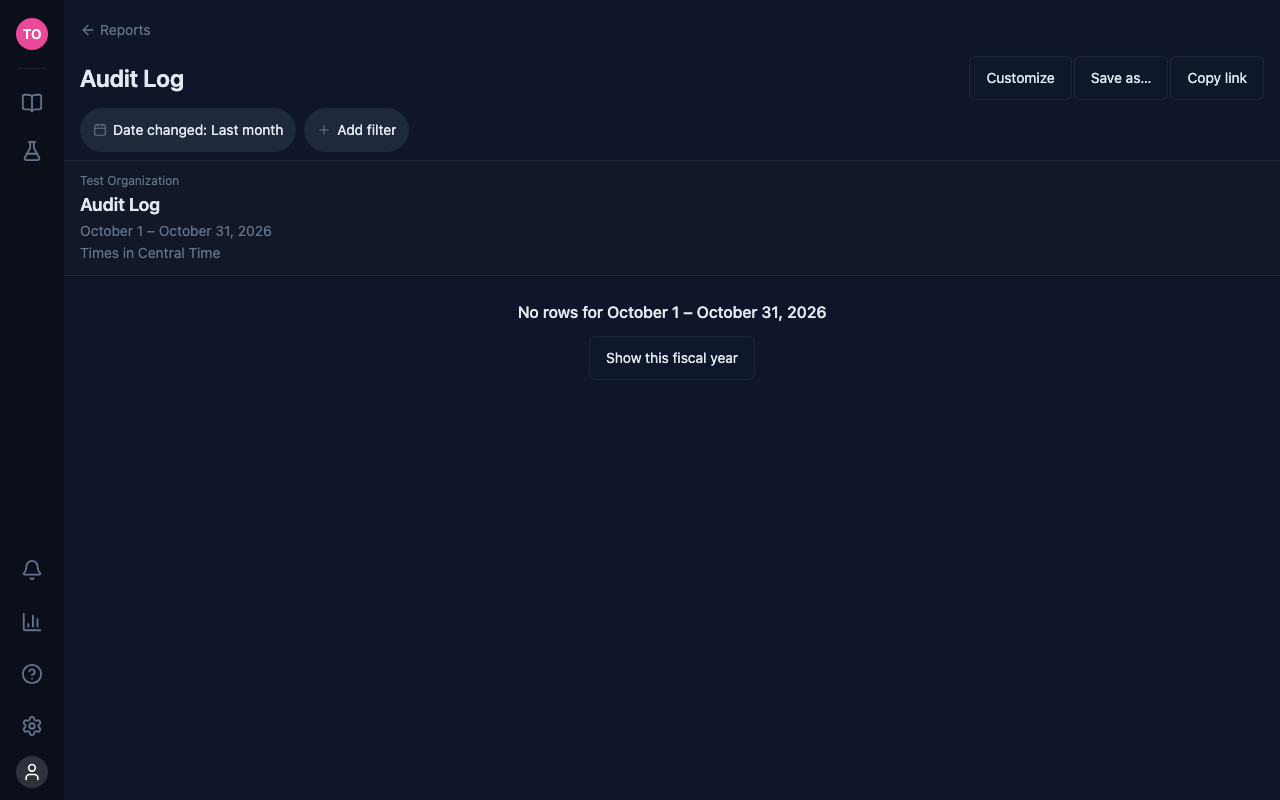 TO
Reports
Audit Log
Customize
Save as...
Copy link
Date changed: Last month
Add filter
Test Organization
Audit Log
October 1 – October 31, 2026
Times in Central Time
No rows for October 1 – October 31, 2026
Show this fiscal year